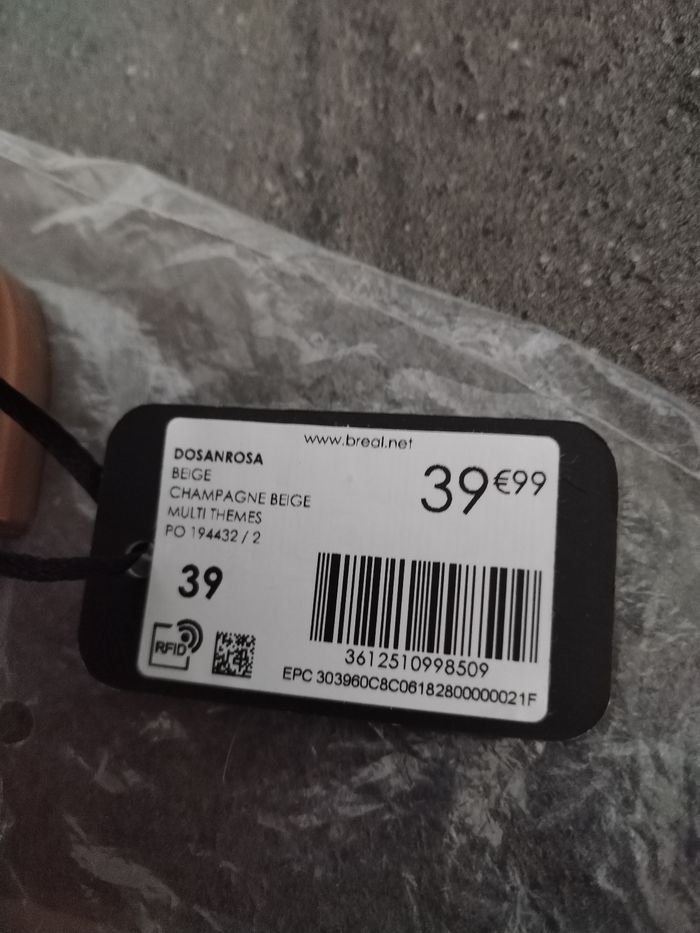 www.breal.net
DOSANROSA
BEIGE
CHAMPAGNE BEIGE
MULTI THEMES
PO 194432 / 2
39€99
39
RFID
3612510998509
EPC 303960C8C06182800000021F